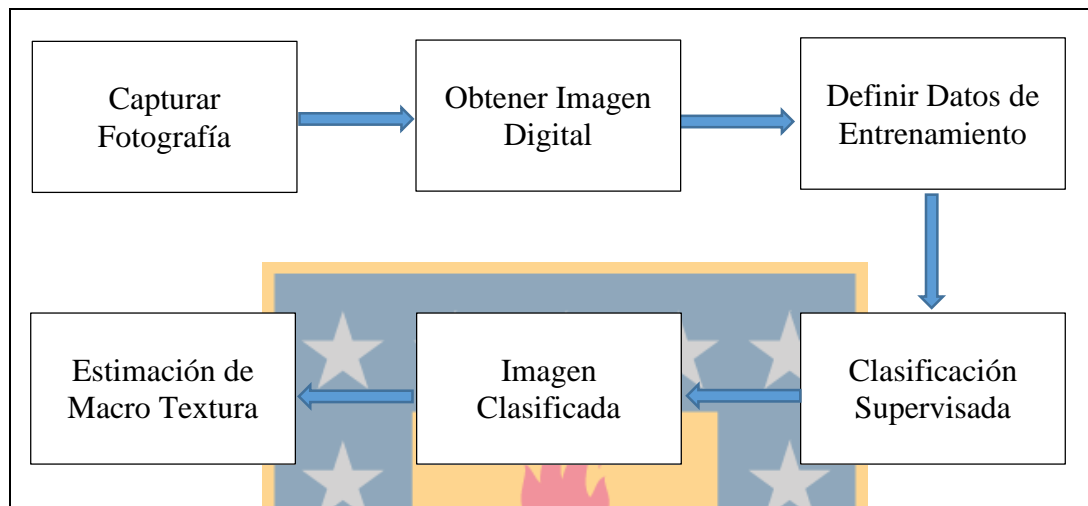 Capturar
Fotografía
Obtener Imagen
Digital
Definir Datos de
Entrenamiento
Clasificación
Supervisada
Imagen
Clasificada
Estimación de
Macro Textura